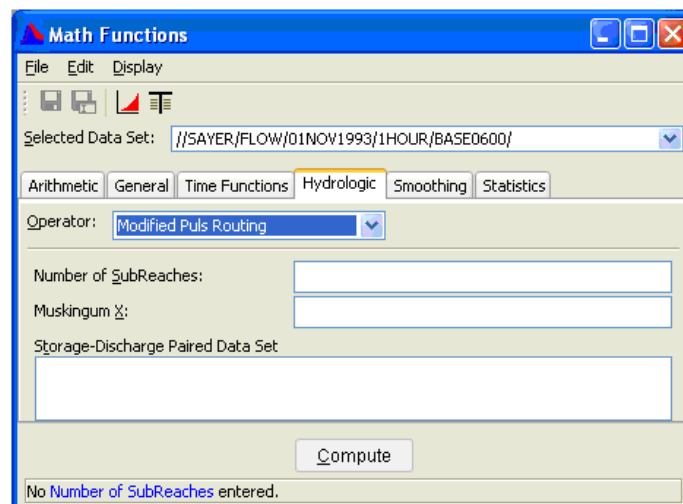 Math Functions
File Edit Display
Selected Data Set: //SAYER/FLOW/01NOV1993/1HOUR/BASE0600/
Arithmetic General Time Functions Hydrologic Smoothing Statistics
Operator: Modified Puls Routing
Number of SubReaches:
Muskingum X:
Storage-Discharge Paired Data Set
Compute
No Number of SubReaches entered.